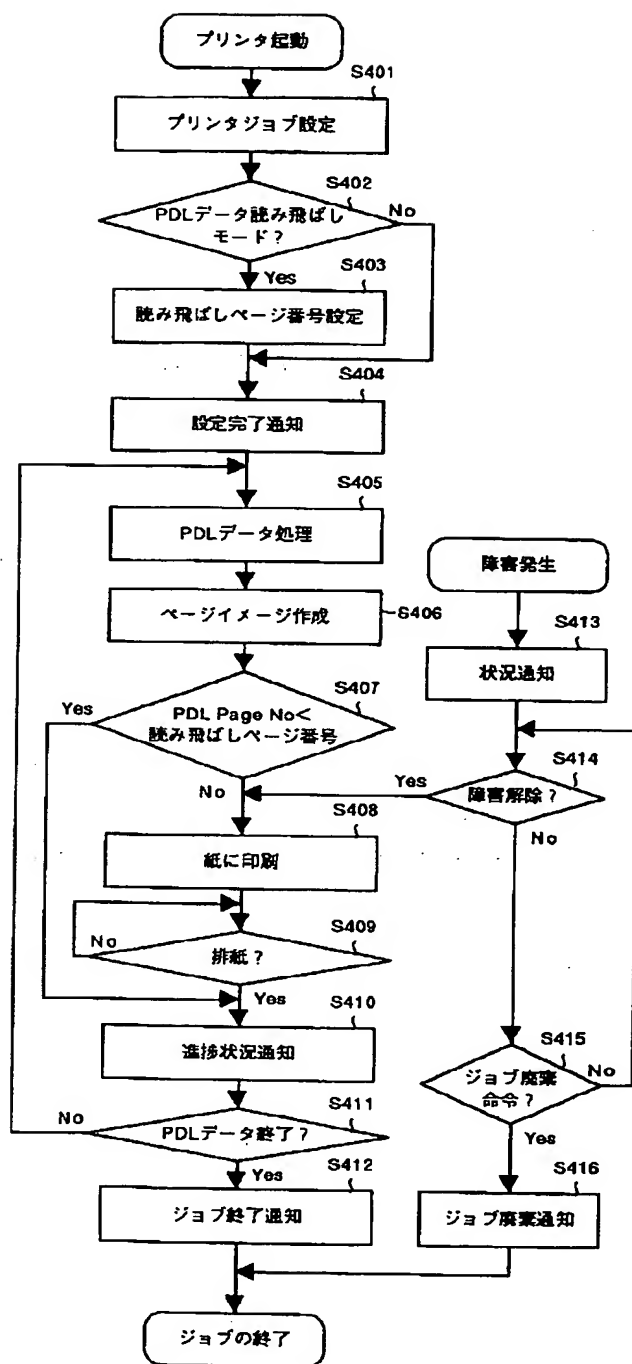 プリンタ起動
S401
プリンタジョブ設定
S402
PDLデータ読み飛ばし
モード?
No
Yes
S403
読み飛ばしページ番号設定
S404
設定完了通知
S405
PDLデータ処理
ページイメージ作成
S406
S407
Yes
PDL Page No<
読み飛ばしページ番号
No
S408
紙に印刷
S409
No
排紙?
Yes
S410
進捗状況通知
S411
No
PDLデータ終了?
Yes
S412
ジョブ終了通知
ジョブの終了
障害発生
S413
状況通知
S414
Yes
障害解除?
No
S415
ジョブ廃棄
命令?
No
Yes
S416
ジョブ廃棄通知